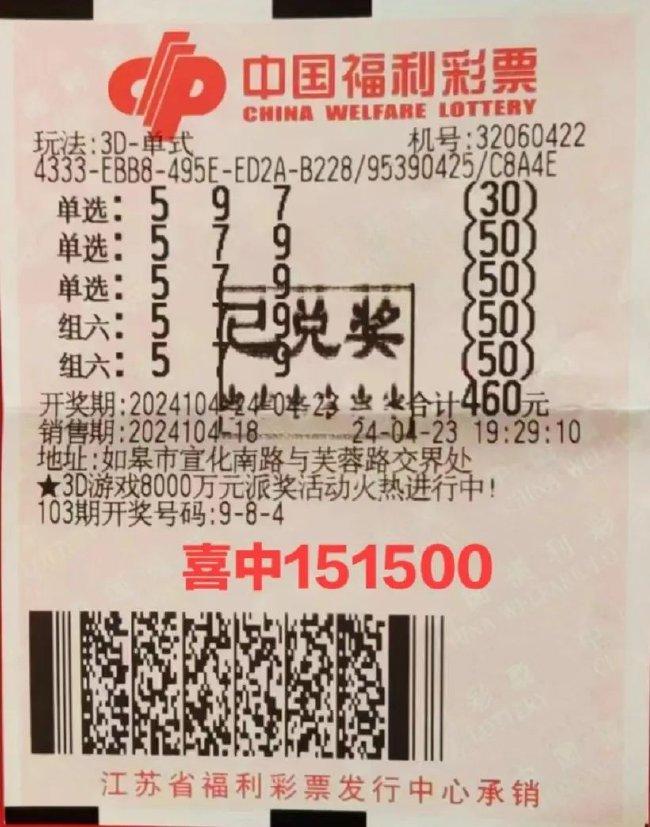 中国福利彩票
CHINA WELFARE LOTTERY
玩法:3D-单式 机号:32060422
4333-EBB8-495E-ED2A-B228/95390425/C8A4E
单选: 5 9 7 (30)
单选: 5 7 9 (50)
单选: 5 7 9 (50)
组六: 5 7 9 (50)
组六: 5 7 9 (50)
已兑奖
开奖期:2024104 24-04-23 合计460元
销售期:2024104-18 24-04-23 19:29:10
地址:如皋市宣化南路与芙蓉路交界处
★3D游戏8000万元派奖活动火热进行中!
103期开奖号码:9-8-4
喜中151500
江苏省福利彩票发行中心承销